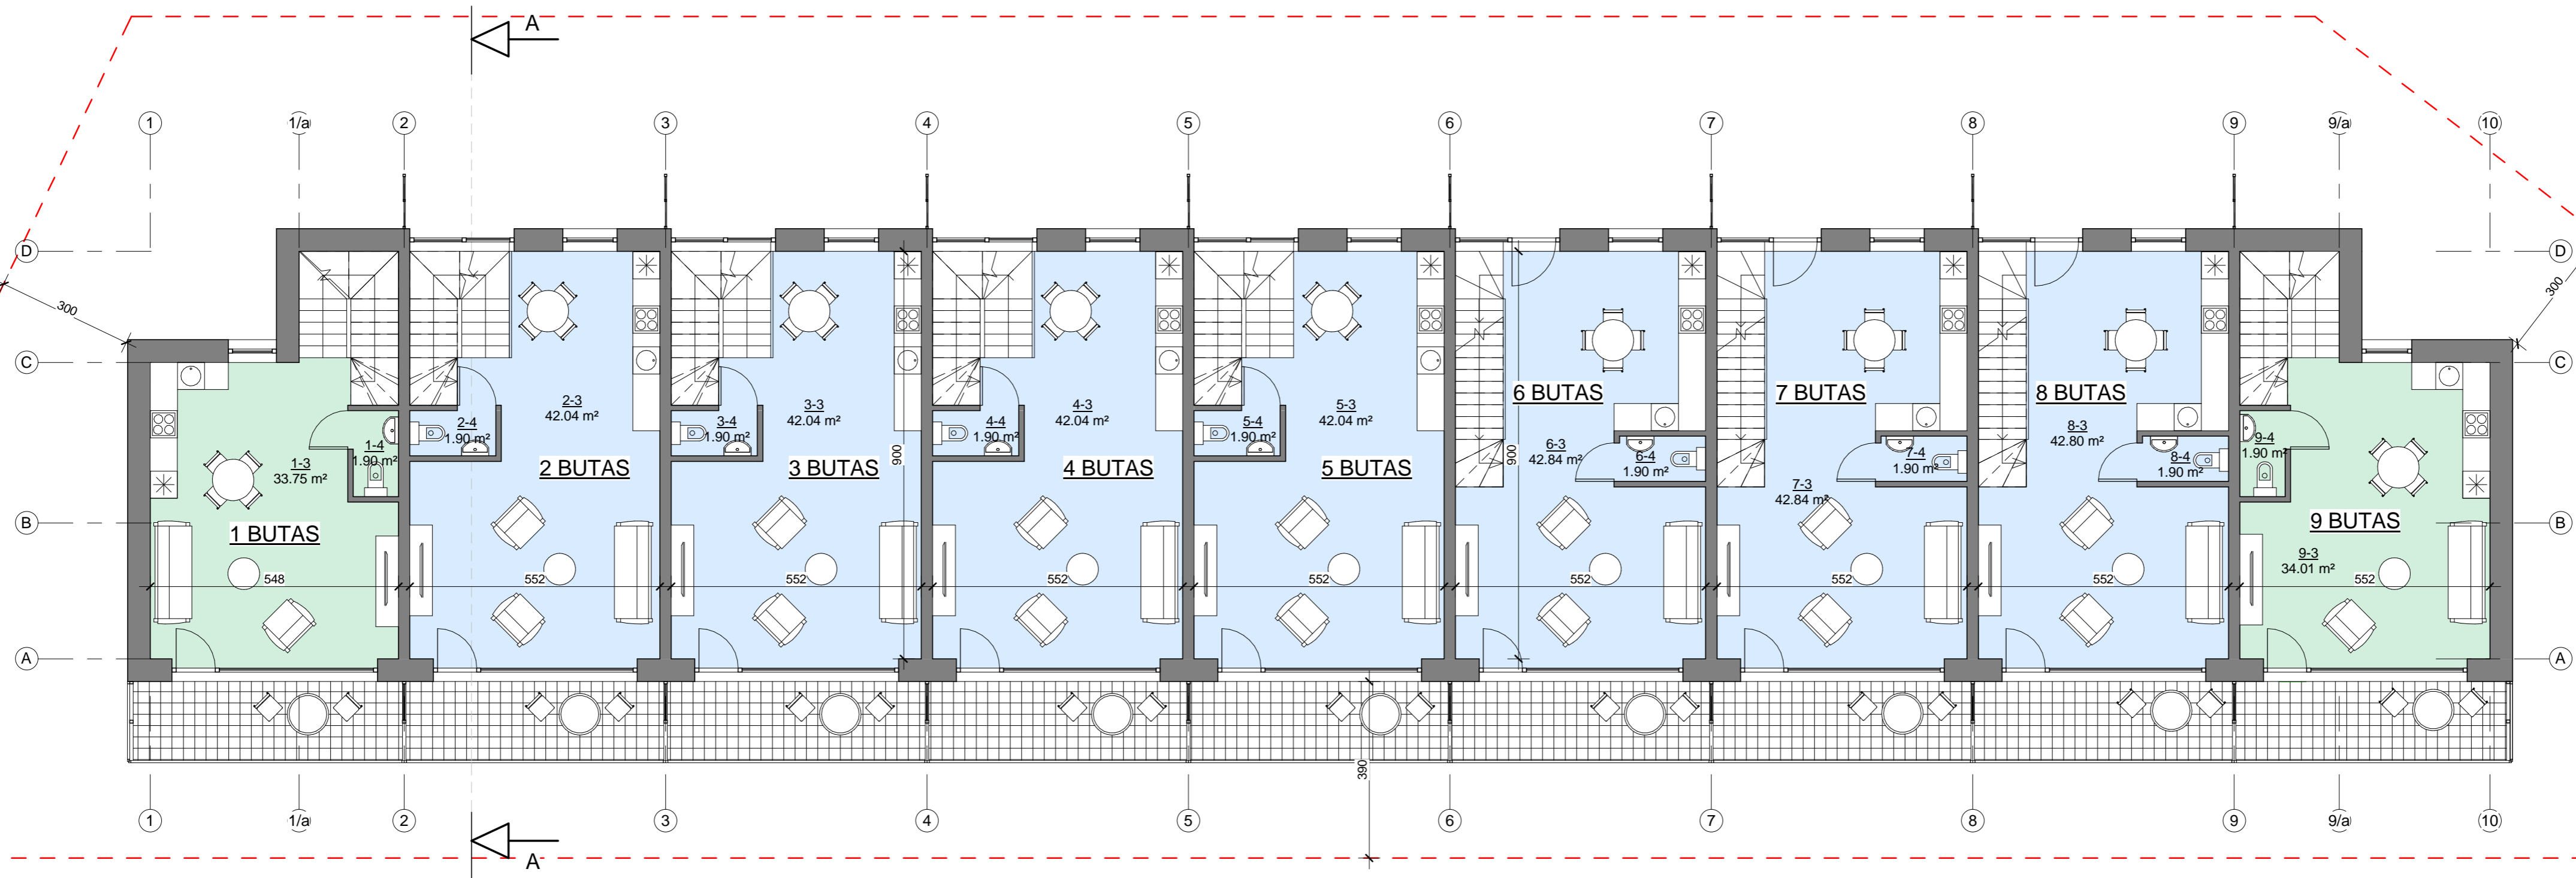 A
1
1/a
2
3
4
5
6
7
8
9
9/a
10
D
D
300
300
C
C
B
B
A
A
1-3
33.75 m²
1-4
1.90 m²
1 BUTAS
548
2-3
42.04 m²
2-4
1.90 m²
2 BUTAS
552
3-3
42.04 m²
3-4
1.90 m²
3 BUTAS
552
900
4-3
42.04 m²
4-4
1.90 m²
4 BUTAS
552
5-3
42.04 m²
5-4
1.90 m²
5 BUTAS
552
6 BUTAS
6-3
42.84 m²
6-4
1.90 m²
552
900
7 BUTAS
7-3
42.84 m²
7-4
1.90 m²
552
8 BUTAS
8-3
42.80 m²
8-4
1.90 m²
552
9-4
1.90 m²
9 BUTAS
9-3
34.01 m²
552
390
1
1/a
2
3
4
5
6
7
8
9
9/a
10
A